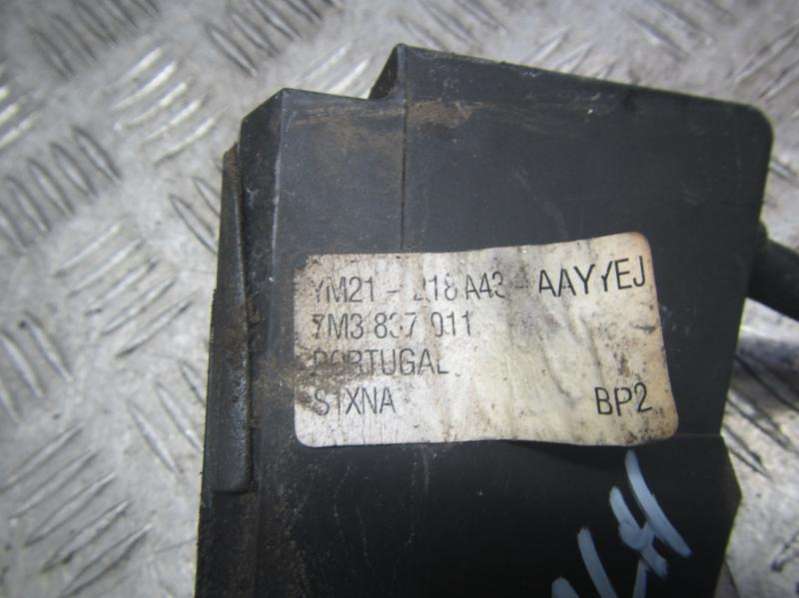 YM21-218A43-AAYYEJ
7M3 837 011
PORTUGAL
S1XNA BP2